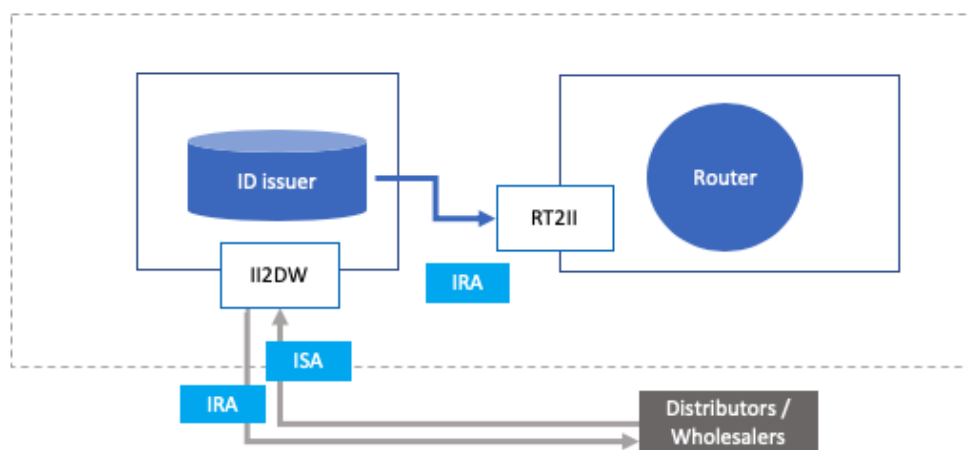 ID issuer
Router
RT2II
II2DW
IRA
ISA
IRA
Distributors /
Wholesalers